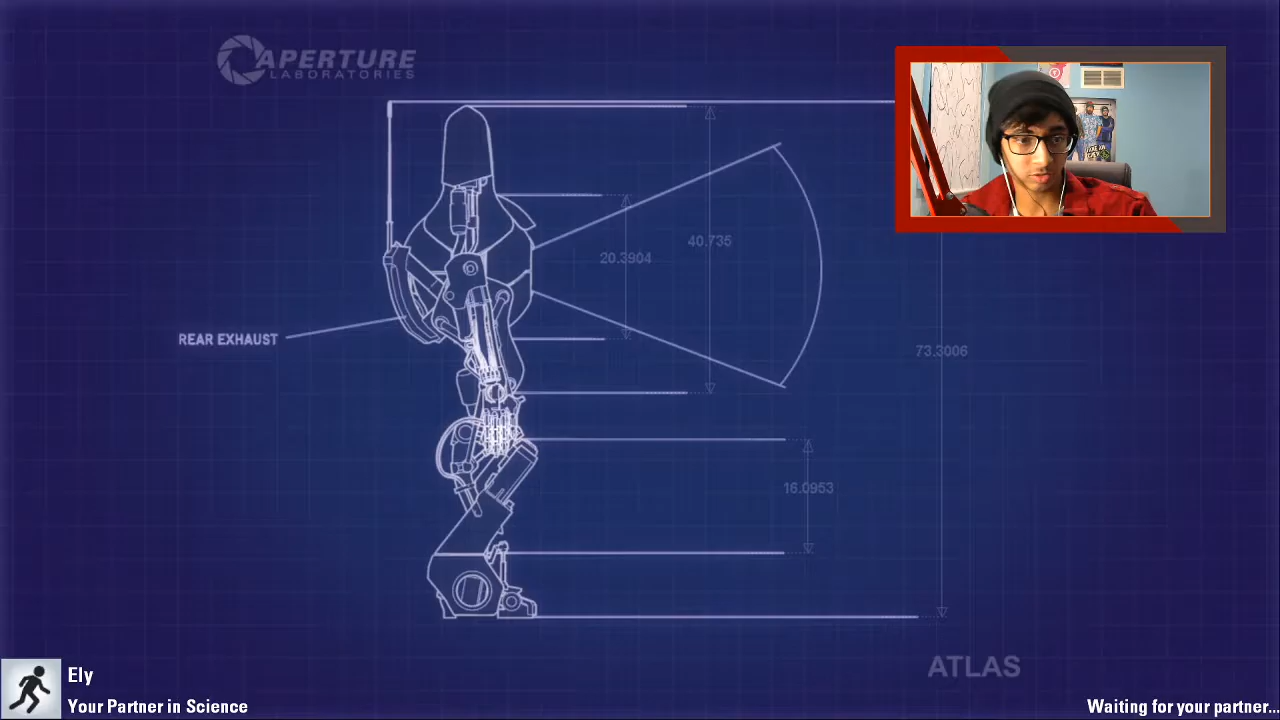 APERTURE
LABORATORIES
40.735
20.3904
REAR EXHAUST
73.3006
16.0953
ATLAS
Ely
Your Partner in Science
Waiting for your partner...